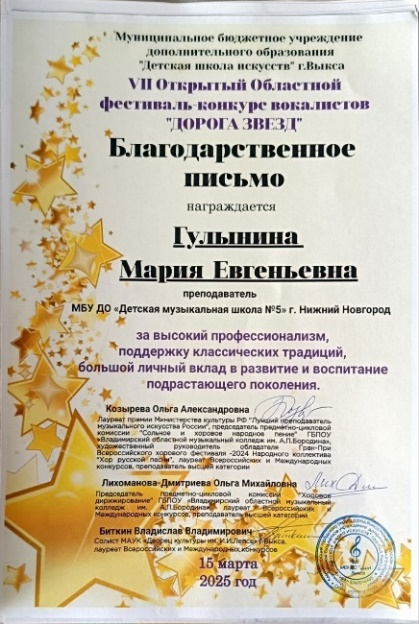 Муниципальное бюджетное учреждение
дополнительного образования
"Детская школа искусств" г.Выкса
VII Открытый Областной
фестиваль-конкурс вокалистов
"ДОРОГА ЗВЕЗД"
Благодарственное
письмо
награждается
Гулынина
Мария Евгеньевна
преподаватель
МБУ ДО «Детская музыкальная школа №5» г. Нижний Новгород
за высокий профессионализм,
поддержку классических традиций,
большой личный вклад в развитие и воспитание
подрастающего поколения.
Козырева Ольга Александровна
Лауреат премии Министерства культуры РФ "Лучший преподаватель
музыкального искусства России", председатель предметно-цикловой
комиссии "Сольное и хоровое народное пение" ГБПОУ
«Владимирский областной музыкальный колледж им. А.П.Бородина»,
художественный руководитель обладателя Гран-При
Всероссийского хорового фестиваля -2024 Народного коллектива
"Хор русской песни", лауреат Всероссийских и Международных
конкурсов, преподаватель высшей категории
Лихоманова-Дмитриева Ольга Михайловна
Председатель предметно-цикловой комиссии "Хоровое
дирижирование" ГБПОУ «Владимирский областной музыкальный
колледж им. А.П.Бородина», лауреат Всероссийских и
Международных конкурсов, преподаватель высшей категории
Биткин Владислав Владимирович
Солист МАУК «Дворец культуры им.И.И.Лепсе» г.Выкса,
лауреат Всероссийских и Международных конкурсов
15 марта
2025 год